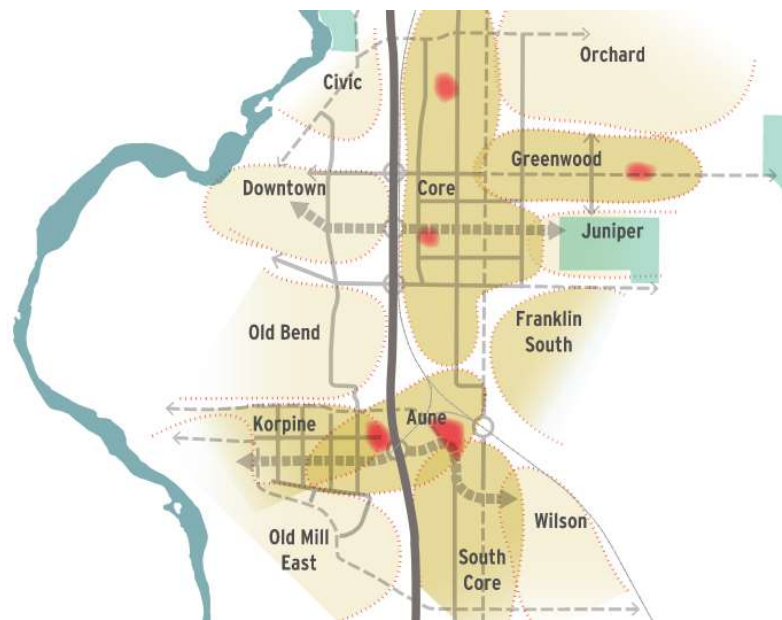 Orchard
Civic
Greenwood
Downtown
Core
Juniper
Franklin
South
Old Bend
Korpine
Aune
Old Mill
East
Wilson
South
Core